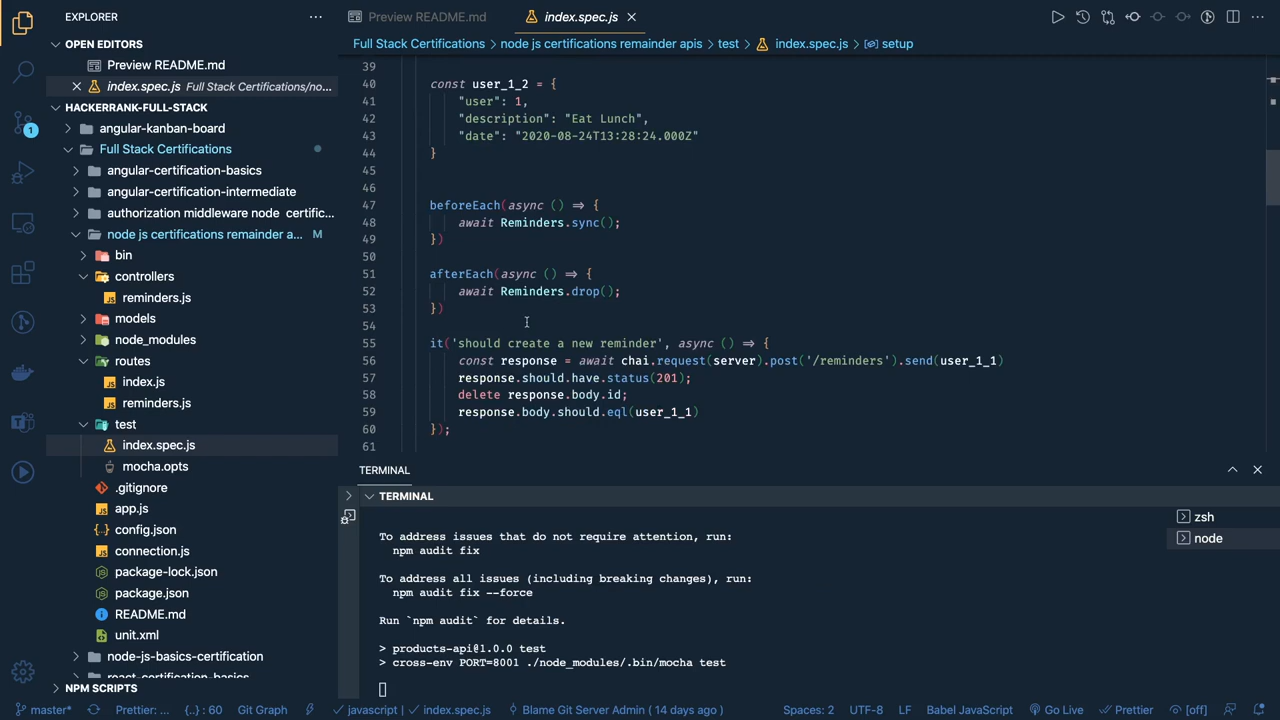 EXPLORER
OPEN EDITORS
Preview README.md
index.spec.js Full Stack Certifications/no...
HACKERRANK-FULL-STACK
angular-kanban-board
Full Stack Certifications
angular-certification-basics
angular-certification-intermediate
authorization middleware node certific...
node js certifications remainder a... M
bin
controllers
reminders.js
models
node_modules
routes
index.js
reminders.js
test
index.spec.js
mocha.opts
.gitignore
app.js
config.json
connection.js
package-lock.json
package.json
README.md
unit.xml
node-js-basics-certification
react-certification-basics
NPM SCRIPTS
1
Preview README.md
index.spec.js
Full Stack Certifications > node js certifications remainder apis > test > index.spec.js > setup
39
40 const user_1_2 = {
41 "user": 1,
42 "description": "Eat Lunch",
43 "date": "2020-08-24T13:28:24.000Z"
44 }
45
46
47 beforeEach(async () => {
48 await Reminders.sync();
49 })
50
51 afterEach(async () => {
52 await Reminders.drop();
53 })
54
55 it('should create a new reminder', async () => {
56 const response = await chai.request(server).post('/reminders').send(user_1_1)
57 response.should.have.status(201);
58 delete response.body.id;
59 response.body.should.eql(user_1_1)
60 });
61
TERMINAL
TERMINAL
To address issues that do not require attention, run:
npm audit fix
To address all issues (including breaking changes), run:
npm audit fix --force
Run `npm audit` for details.
> products-api@1.0.0 test
> cross-env PORT=8001 ./node_modules/.bin/mocha test
zsh
node
master* Prettier: ... {..} : 60 Git Graph javascript index.spec.js Blame Git Server Admin ( 14 days ago ) Spaces: 2 UTF-8 LF Babel JavaScript Go Live Prettier [off]